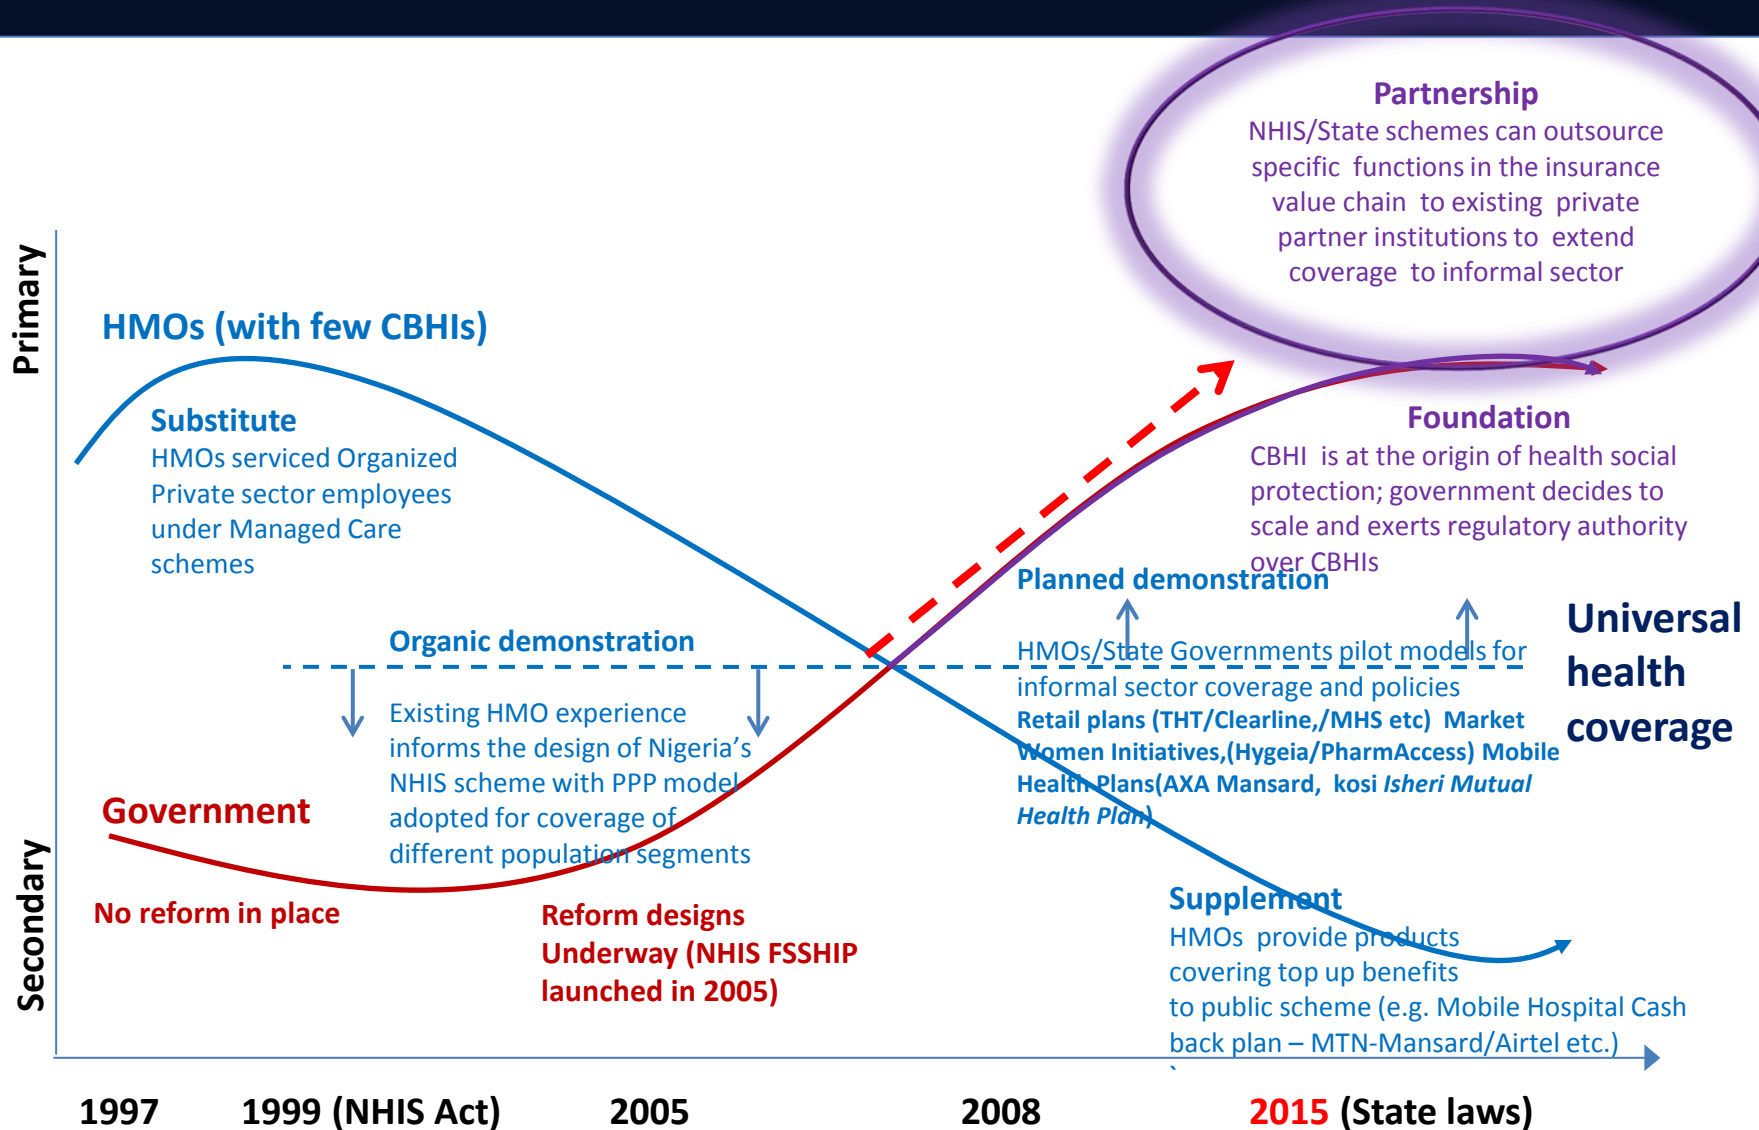 Partnership
NHIS/State schemes can outsource
specific functions in the insurance
value chain to existing private
partner institutions to extend
coverage to informal sector
Primary
HMOs (with few CBHIs)
Substitute
HMOs serviced Organized
Private sector employees
under Managed Care
schemes
Foundation
CBHI is at the origin of health social
protection; government decides to
scale and exerts regulatory authority
over CBHIs
Planned demonstration
HMOs/State Governments pilot models for
informal sector coverage and policies
Retail plans (THT/Clearline,/MHS etc) Market
Women Initiatives,(Hygeia/PharmAccess) Mobile
Health Plans(AXA Mansard, kosi Isheri Mutual
Health Plan)
Universal
health
coverage
Organic demonstration
Existing HMO experience
informs the design of Nigeria’s
NHIS scheme with PPP model
adopted for coverage of
different population segments
Government
Secondary
No reform in place
Reform designs
Underway (NHIS FSSHIP
launched in 2005)
Supplement
HMOs provide products
covering top up benefits
to public scheme (e.g. Mobile Hospital Cash
back plan – MTN-Mansard/Airtel etc.)
1997 1999 (NHIS Act) 2005 2008 2015 (State laws)